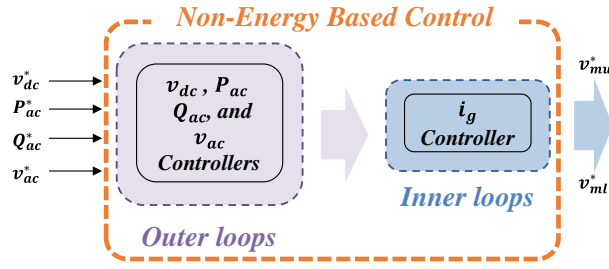 Non-Energy Based Control
v*dc
P*ac
Q*ac
v*ac
vdc , Pac
Qac, and
vac
Controllers
Outer loops
ig
Controller
Inner loops
v*mu
v*ml